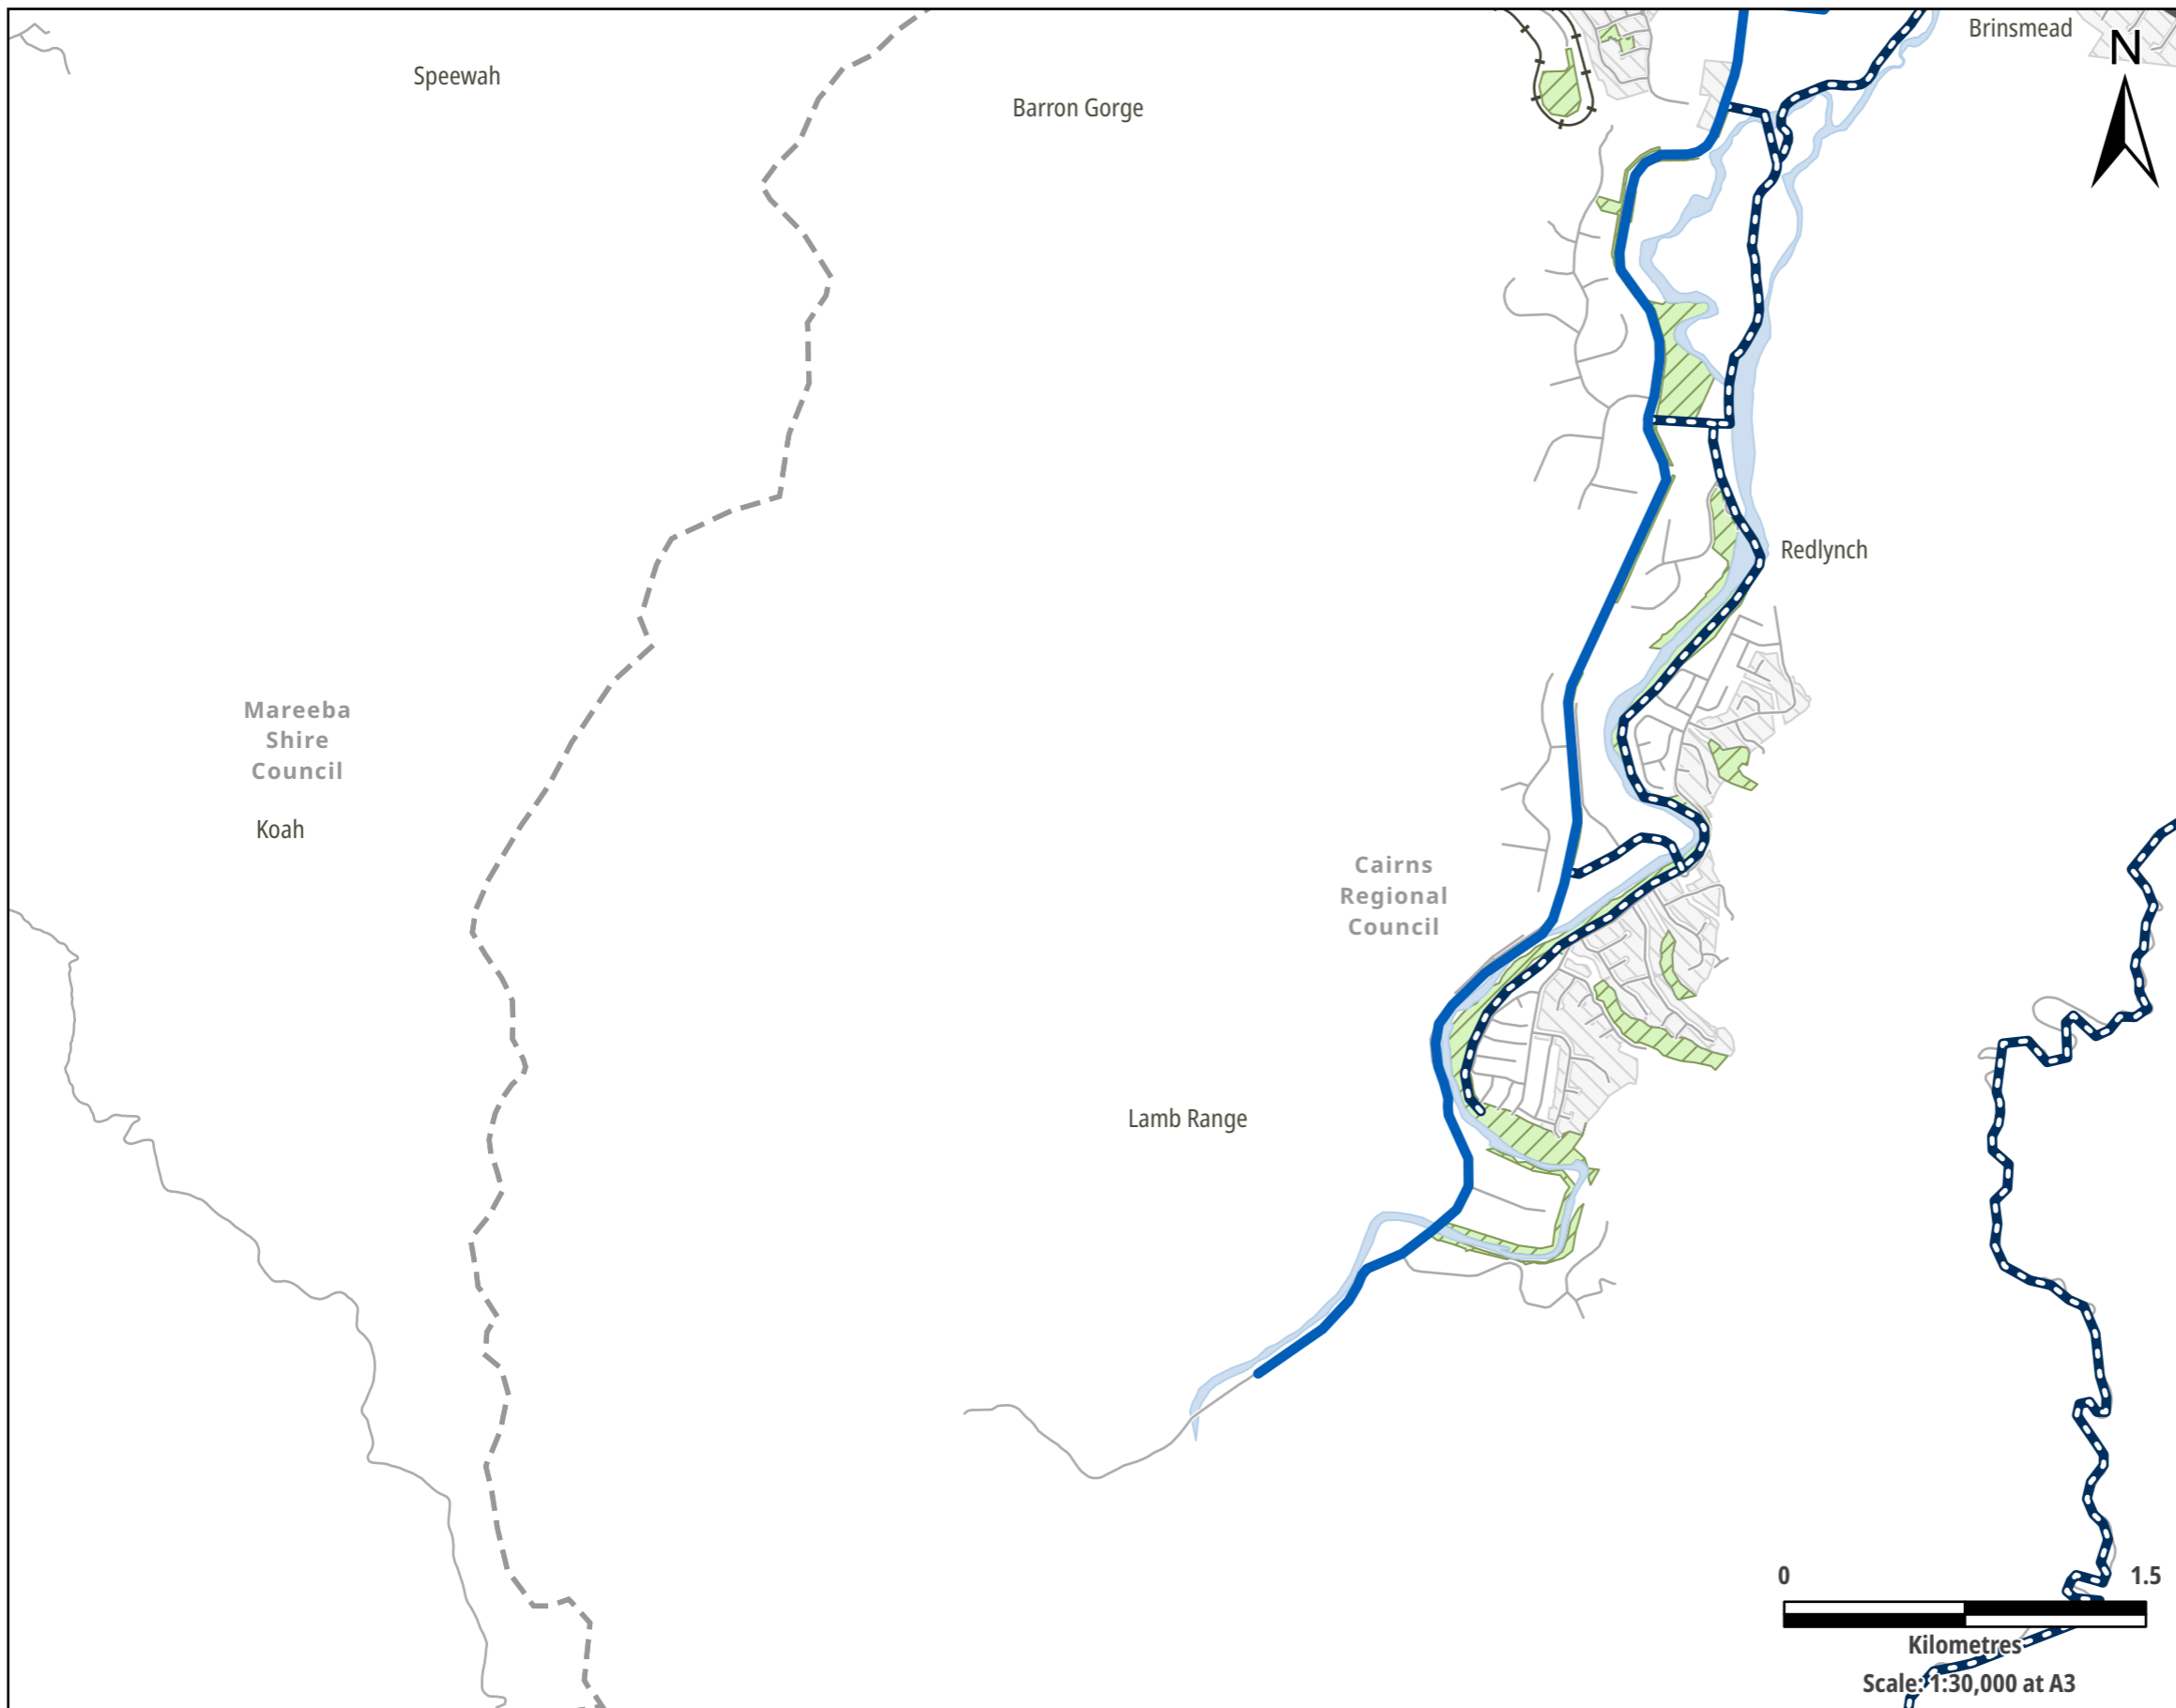 Brinsmead
N
Speewah
Barron Gorge
Redlynch
Mareeba
Shire
Council
Koah
Cairns
Regional
Council
Lamb Range
0 1.5
Kilometres
Scale: 1:30,000 at A3